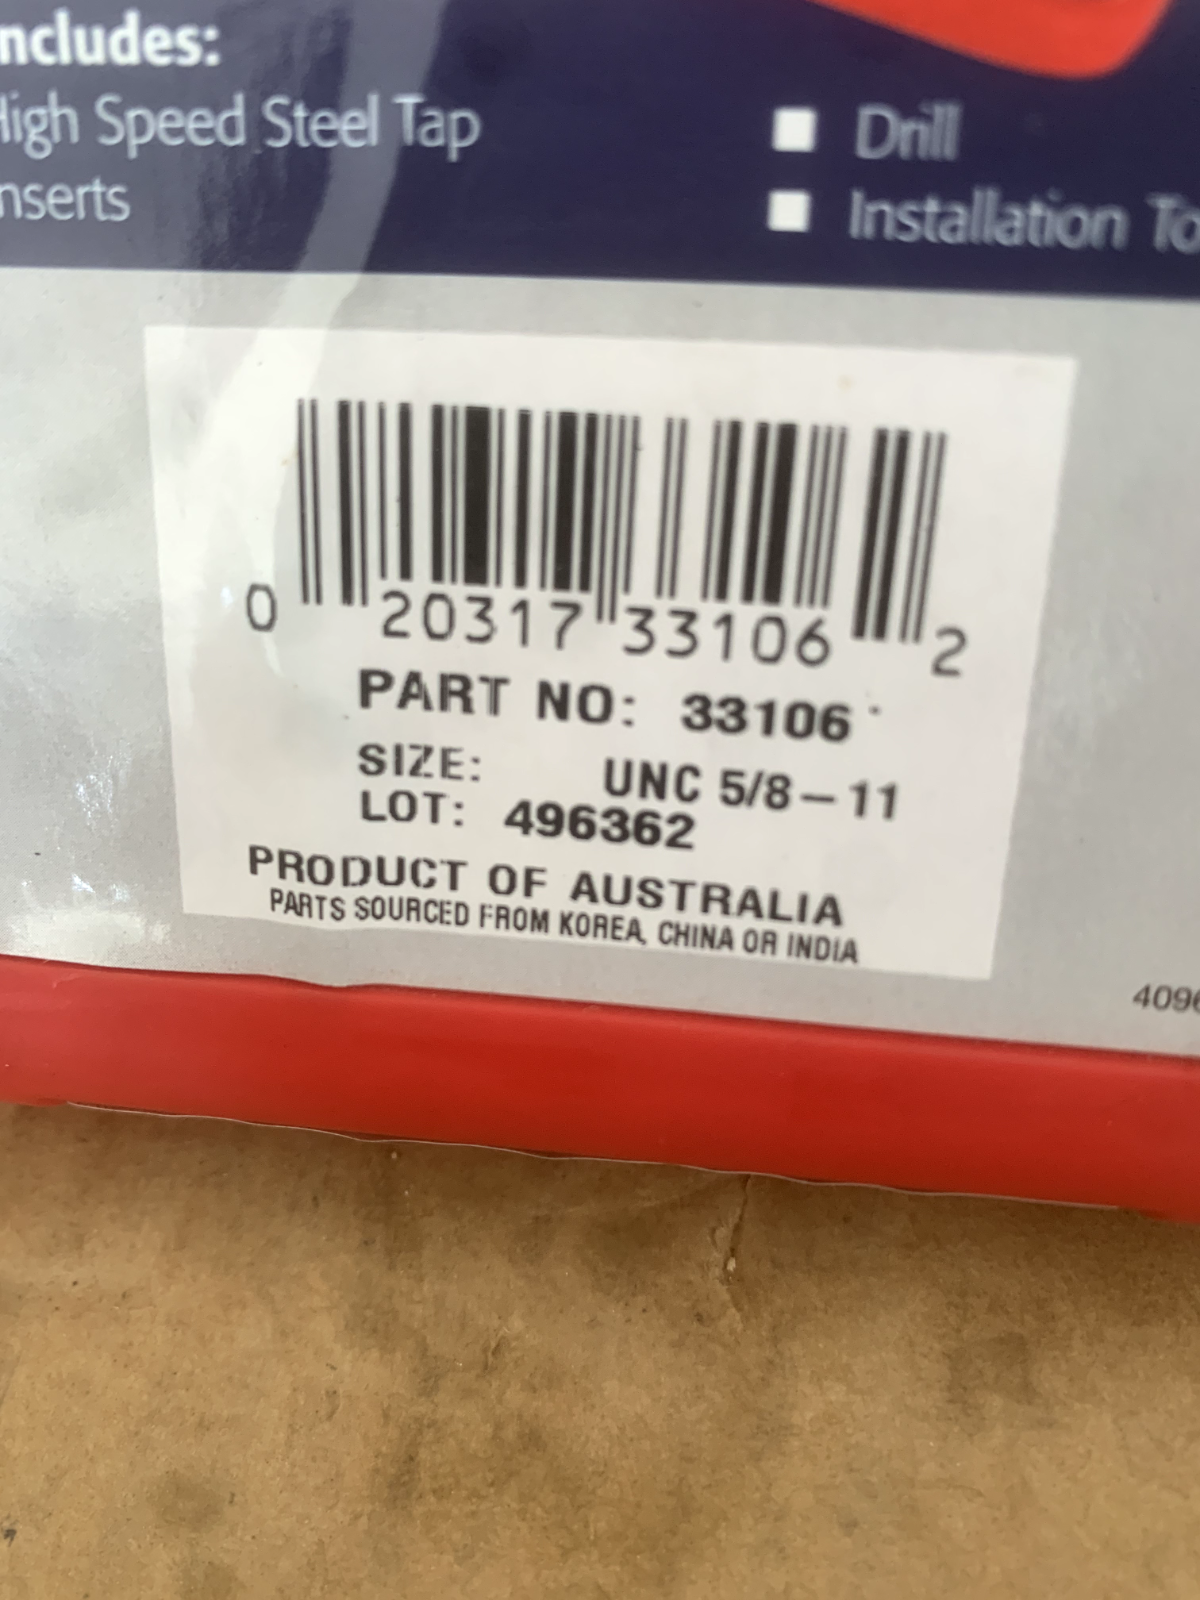 ncludes:
High Speed Steel Tap
nserts
Drill
Installation To
0 20317 33106 2
PART NO: 33106
SIZE: UNC 5/8-11
LOT: 496362
PRODUCT OF AUSTRALIA
PARTS SOURCED FROM KOREA, CHINA OR INDIA
4096